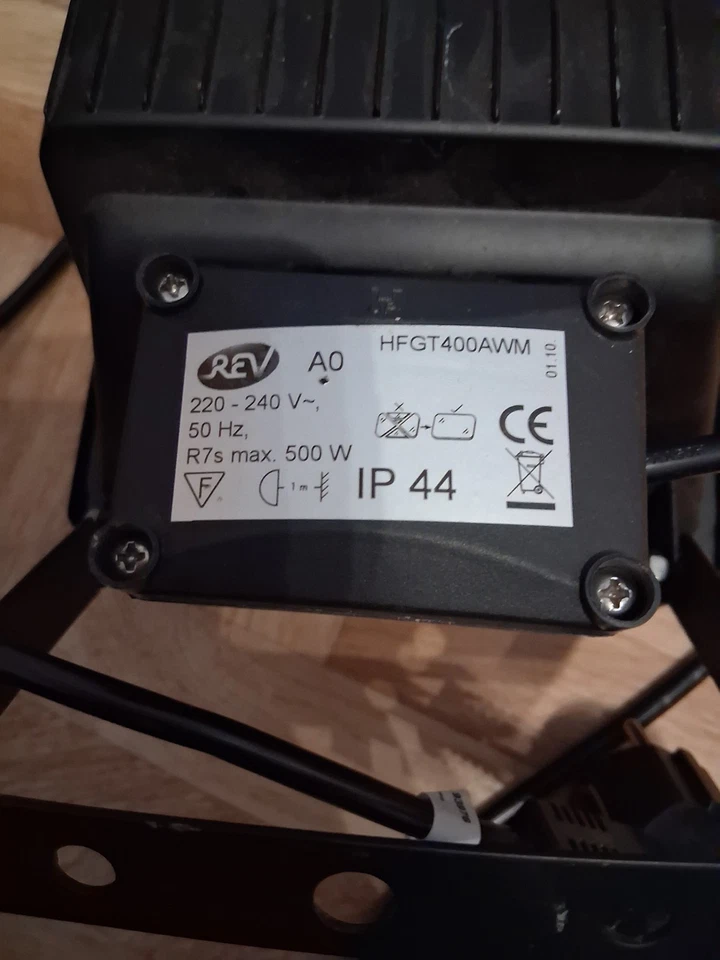 REV A0 HFGT400AWM
01.10.
220 - 240 V~,
50 Hz,
R7s max. 500 W
F 1 m IP 44
CE